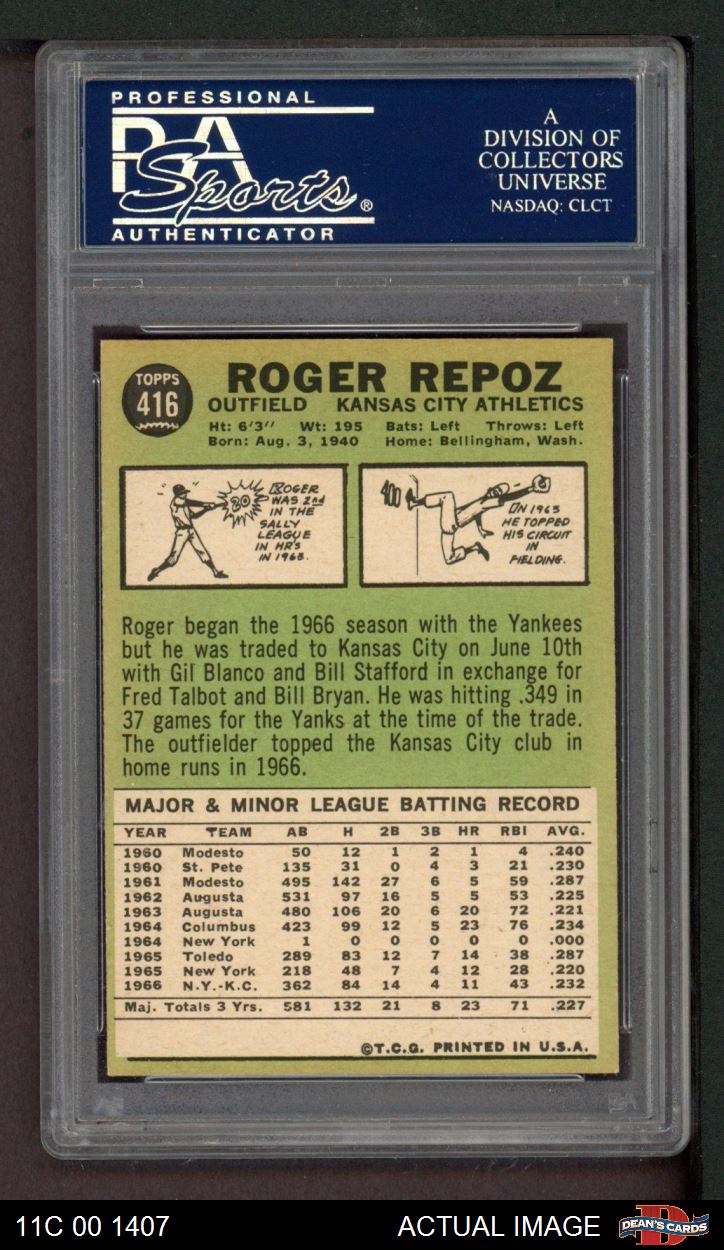 PROFESSIONAL
PSA
Sports®
AUTHENTICATOR
A
DIVISION OF
COLLECTORS
UNIVERSE
NASDAQ: CLCT
TOPPS
416
ROGER REPOZ
OUTFIELD KANSAS CITY ATHLETICS
Ht: 6'3" Wt: 195 Bats: Left Throws: Left
Born: Aug. 3, 1940 Home: Bellingham, Wash.
20
ROGER
WAS 2nd
IN THE
SALLY
LEAGUE
IN HR'S
IN 1963.
400
IN 1965
HE TOPPED
HIS CIRCUIT
IN
FIELDING.
Roger began the 1966 season with the Yankees
but he was traded to Kansas City on June 10th
with Gil Blanco and Bill Stafford in exchange for
Fred Talbot and Bill Bryan. He was hitting .349 in
37 games for the Yanks at the time of the trade.
The outfielder topped the Kansas City club in
home runs in 1966.
MAJOR & MINOR LEAGUE BATTING RECORD
YEAR TEAM AB H 2B 3B HR RBI AVG.
1960 Modesto 50 12 1 2 1 4 .240
1960 St. Pete 135 31 0 4 3 21 .230
1961 Modesto 495 142 27 6 5 59 .287
1962 Augusta 531 97 16 5 5 53 .225
1963 Augusta 480 106 20 6 20 72 .221
1964 Columbus 423 99 12 5 23 76 .234
1964 New York 1 0 0 0 0 0 .000
1965 Toledo 289 83 12 7 14 38 .287
1965 New York 218 48 7 4 12 28 .220
1966 N.Y.-K.C. 362 84 14 4 11 43 .232
Maj. Totals 3 Yrs. 581 132 21 8 23 71 .227
©T.C.G. PRINTED IN U.S.A.
11C 00 1407
ACTUAL IMAGE
DEAN'S CARDS